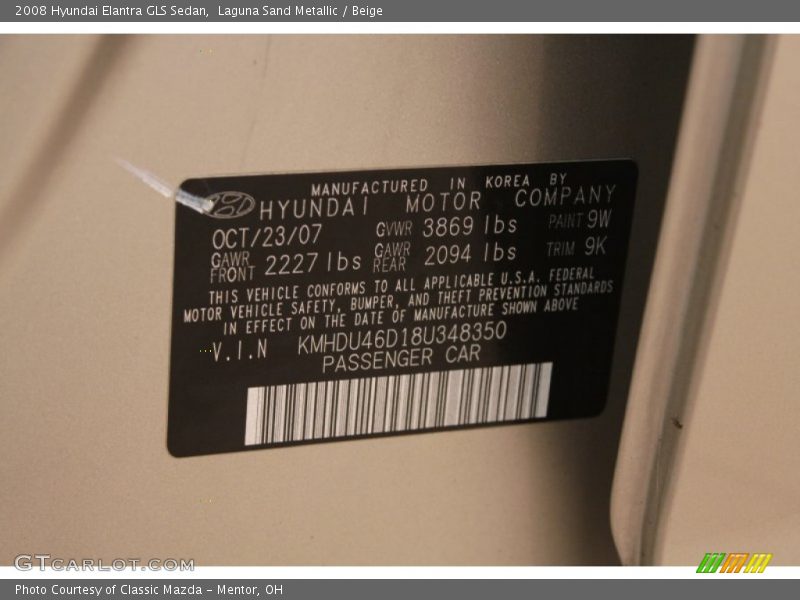 2008 Hyundai Elantra GLS Sedan, Laguna Sand Metallic / Beige
MANUFACTURED IN KOREA BY
HYUNDAI MOTOR COMPANY
OCT/23/07 GVWR 3869 lbs PAINT 9W
GAWR FRONT 2227 lbs GAWR REAR 2094 lbs TRIM 9K
THIS VEHICLE CONFORMS TO ALL APPLICABLE U.S.A. FEDERAL
MOTOR VEHICLE SAFETY, BUMPER, AND THEFT PREVENTION STANDARDS
IN EFFECT ON THE DATE OF MANUFACTURE SHOWN ABOVE
V.I.N KMHDU46D18U348350
PASSENGER CAR
GTCARLOT.COM
Photo Courtesy of Classic Mazda - Mentor, OH